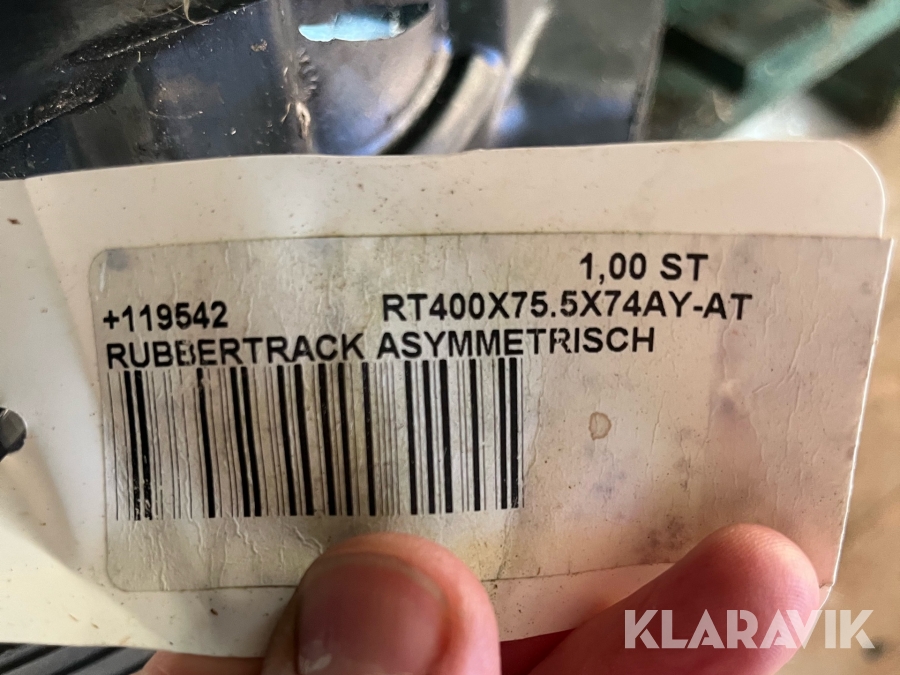 1,00 ST
+119542 RT400X75.5X74AY-AT
RUBBERTRACK ASYMMETRISCH
KLARAVIK